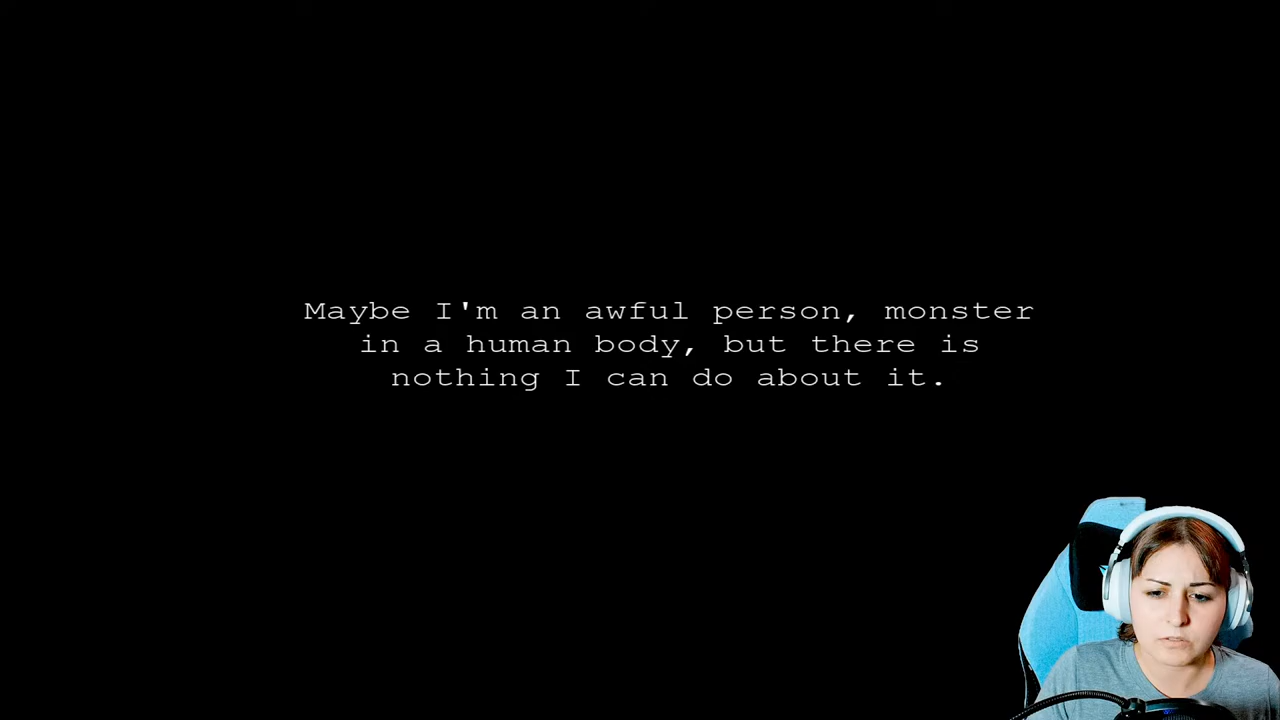 Maybe I'm an awful person, monster
in a human body, but there is
nothing I can do about it.